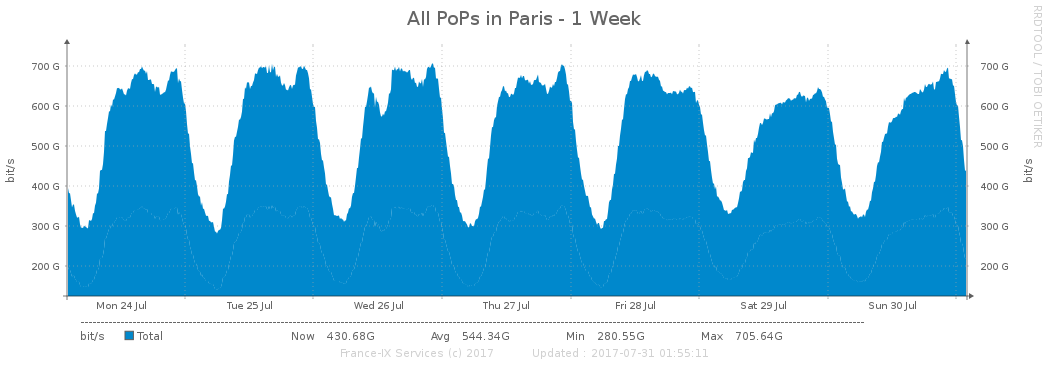 All PoPs in Paris - 1 Week
RRDTOOL / TOBI OETIKER
bit/s
700 G
600 G
500 G
400 G
300 G
200 G
700 G
600 G
500 G
400 G
300 G
200 G
bit/s
Mon 24 Jul Tue 25 Jul Wed 26 Jul Thu 27 Jul Fri 28 Jul Sat 29 Jul Sun 30 Jul
bit/s Total Now 430.68G Avg 544.34G Min 280.55G Max 705.64G
France-IX Services (c) 2017 Updated : 2017-07-31 01:55:11